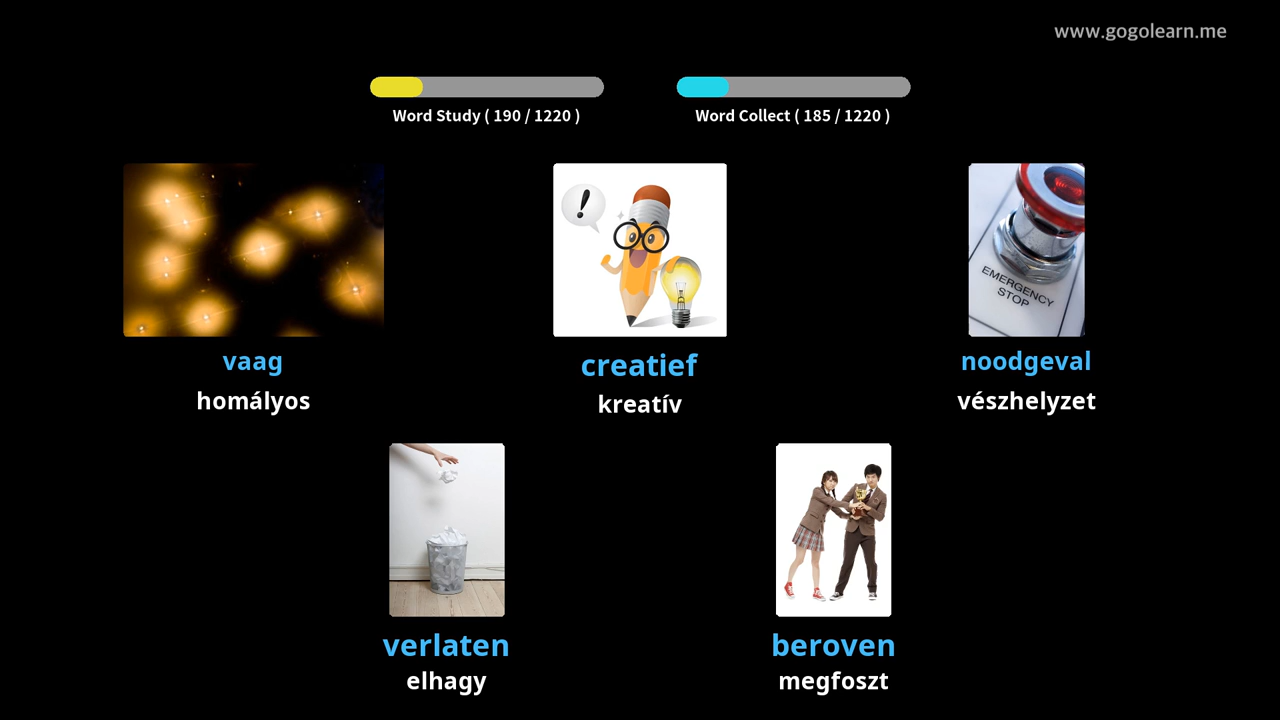 www.gogolearn.me
Word Study ( 190 / 1220 )
Word Collect ( 185 / 1220 )
!
EMERGENCY
STOP
vaag
creatief
noodgeval
homályos
kreatív
vészhelyzet
verlaten
beroven
elhagy
megfoszt